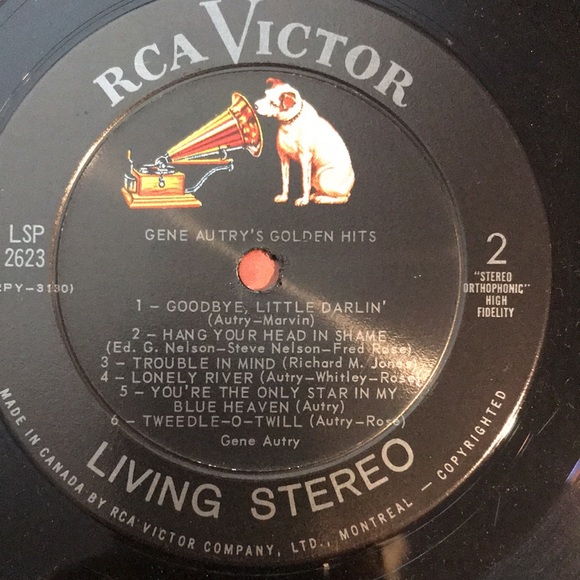 RCA VICTOR
GENE AUTRY'S GOLDEN HITS
LSP
2623
RPY-3130)
2
"STEREO
ORTHOPHONIC"
HIGH
FIDELITY
1 – GOODBYE, LITTLE DARLIN'
(Autry–Marvin)
2 – HANG YOUR HEAD IN SHAME
(Ed. G. Nelson–Steve Nelson–Fred Rose)
3 – TROUBLE IN MIND (Richard M. Jones)
4 – LONELY RIVER (Autry–Whitley–Rose)
5 – YOU'RE THE ONLY STAR IN MY
BLUE HEAVEN (Autry)
6 – TWEEDLE-O-TWILL (Autry–Rose)
Gene Autry
LIVING STEREO
MADE IN CANADA BY RCA VICTOR COMPANY, LTD., MONTREAL – COPYRIGHTED